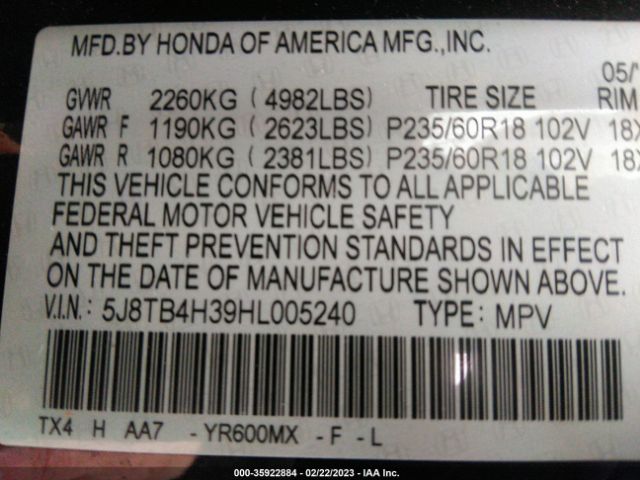 MFD.BY HONDA OF AMERICA MFG.,INC.
05/
GVWR 2260KG ( 4982LBS) TIRE SIZE RIM
GAWR F 1190KG ( 2623LBS) P235/60R18 102V 18X
GAWR R 1080KG ( 2381LBS) P235/60R18 102V 18X
THIS VEHICLE CONFORMS TO ALL APPLICABLE
FEDERAL MOTOR VEHICLE SAFETY
AND THEFT PREVENTION STANDARDS IN EFFECT
ON THE DATE OF MANUFACTURE SHOWN ABOVE.
V.I.N.: 5J8TB4H39HL005240 TYPE: MPV
TX4 H AA7 -YR600MX -F -L
000-35922884 - 02/22/2023 - IAA Inc.